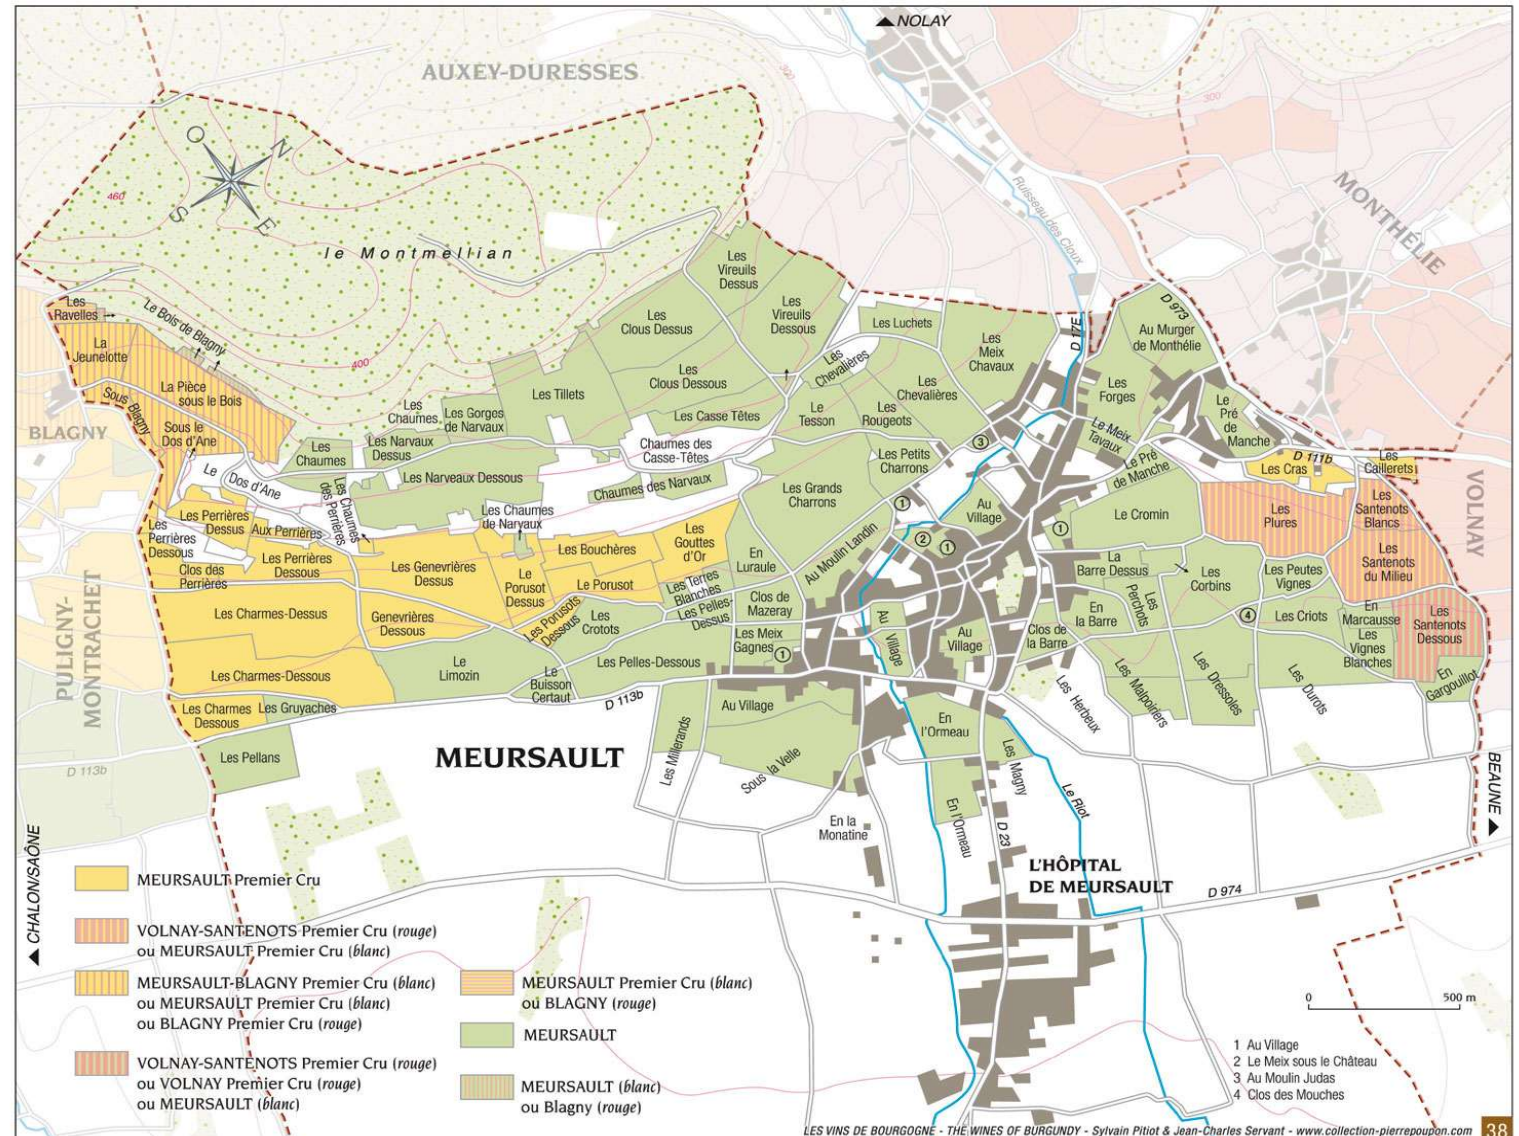 NOLAY
AUXEY-DURESSES
300
300
Ruisseau des Cloux
MONTHÉLIE
O
N
S
E
460
le Montmellian
400
Les
Vireuils
Dessus
Les
Vireuils
Dessous
Les
Clous Dessus
Les
Clous Dessous
Les Luchets
Les
Chevalières
Les
Chevalières
Les
Meix
Chavaux
D 17E
D 973
Au Murger
de Monthélie
Les
Forges
Le
Pré
de
Manche
Le Meix
Tavaux
Le Pré
de Manche
D 111b
Les
Ravelles
Le Bois de Blagny
La
Jeunelotte
La Pièce
sous le Bois
Sous Blagny
Sous le
Dos d'Ane
BLAGNY
Le
Dos d'Ane
Les
Chaumes
Les
Chaumes
Les Gorges
de Narvaux
Les Narvaux
Dessus
Les Tillets
Les Casse Têtes
Le
Tesson
Les
Rougeots
Chaumes des
Casse-Têtes
Les Petits
Charrons
Les Narveaux Dessous
Chaumes des Narvaux
Les Grands
Charrons
Les Chaumes
des Perrières
Les Chaumes
de Narvaux
Les Perrières
Dessus
Aux Perrières
Les
Perrières
Dessous
Les Perrières
Dessous
Clos des
Perrières
Les Genevrières
Dessus
Genevrières
Dessous
Les Charmes-Dessus
Les Charmes-Dessous
Les Charmes
Dessous
Les Gruyaches
Les Pellans
Les Bouchères
Les
Gouttes
d'Or
Le
Porusot
Dessus
Le Porusot
Les Porusots
Dessous
Les Terres
Blanches
Les
Crotots
Les Pelles-
Dessus
Les Pelles-Dessous
Le
Limozin
Le
Buisson
Certaut
En
Luraule
Clos de
Mazeray
Les Meix
Gagnes
Au Moulin Landin
Au
Village
Au
Village
Au
Village
Au Village
1
1
1
1
2
3
4
Les Cras
Les
Caillerets
Les
Plures
Les
Santenots
Blancs
Les
Santenots
du Milieu
Les
Santenots
Dessous
VOLNAY
Le Cromin
La
Barre Dessus
Les
Perchots
Les
Corbins
Les Peutes
Vignes
Les Criots
En
Marcausse
Les
Vignes
Blanches
En
Gargouillot
En
la Barre
Clos de
la Barre
Les Herbeux
Les Malpoiriers
Les Dressoles
Les Durots
PULIGNY-
MONTRACHET
D 113b
D 113b
MEURSAULT
Les Millerands
Sous la Velle
En la
Monatine
En
l'Ormeau
En l'Ormeau
Les Magny
Le Riot
D 23
D 974
L'HÔPITAL
DE MEURSAULT
BEAUNE
CHALON/SAÔNE
MEURSAULT Premier Cru
VOLNAY-SANTENOTS Premier Cru (rouge)
ou MEURSAULT Premier Cru (blanc)
MEURSAULT-BLAGNY Premier Cru (blanc)
ou MEURSAULT Premier Cru (blanc)
ou BLAGNY Premier Cru (rouge)
VOLNAY-SANTENOTS Premier Cru (rouge)
ou VOLNAY Premier Cru (rouge)
ou MEURSAULT (blanc)
MEURSAULT Premier Cru (blanc)
ou BLAGNY (rouge)
MEURSAULT
MEURSAULT (blanc)
ou Blagny (rouge)
0 500 m
1 Au Village
2 Le Meix sous le Château
3 Au Moulin Judas
4 Clos des Mouches
LES VINS DE BOURGOGNE - THE WINES OF BURGUNDY - Sylvain Pitiot & Jean-Charles Servant - www.collection-pierrepoupon.com
38